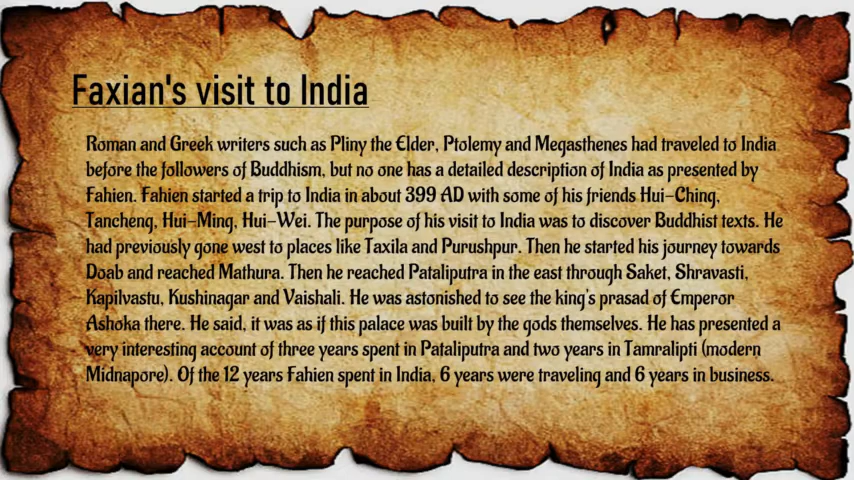 Faxian's visit to India
Roman and Greek writers such as Pliny the Elder, Ptolemy and Megasthenes had traveled to India
before the followers of Buddhism, but no one has a detailed description of India as presented by
Fahien. Fahien started a trip to India in about 399 AD with some of his friends Hui-Ching,
Tancheng, Hui-Ming, Hui-Wei. The purpose of his visit to India was to discover Buddhist texts. He
had previously gone west to places like Taxila and Purushpur. Then he started his journey towards
Doab and reached Mathura. Then he reached Pataliputra in the east through Saket, Shravasti,
Kapilvastu, Kushinagar and Vaishali. He was astonished to see the king's prasad of Emperor
Ashoka there. He said, it was as if this palace was built by the gods themselves. He has presented a
very interesting account of three years spent in Pataliputra and two years in Tamralipti (modern
Midnapore). Of the 12 years Fahien spent in India, 6 years were traveling and 6 years in business.